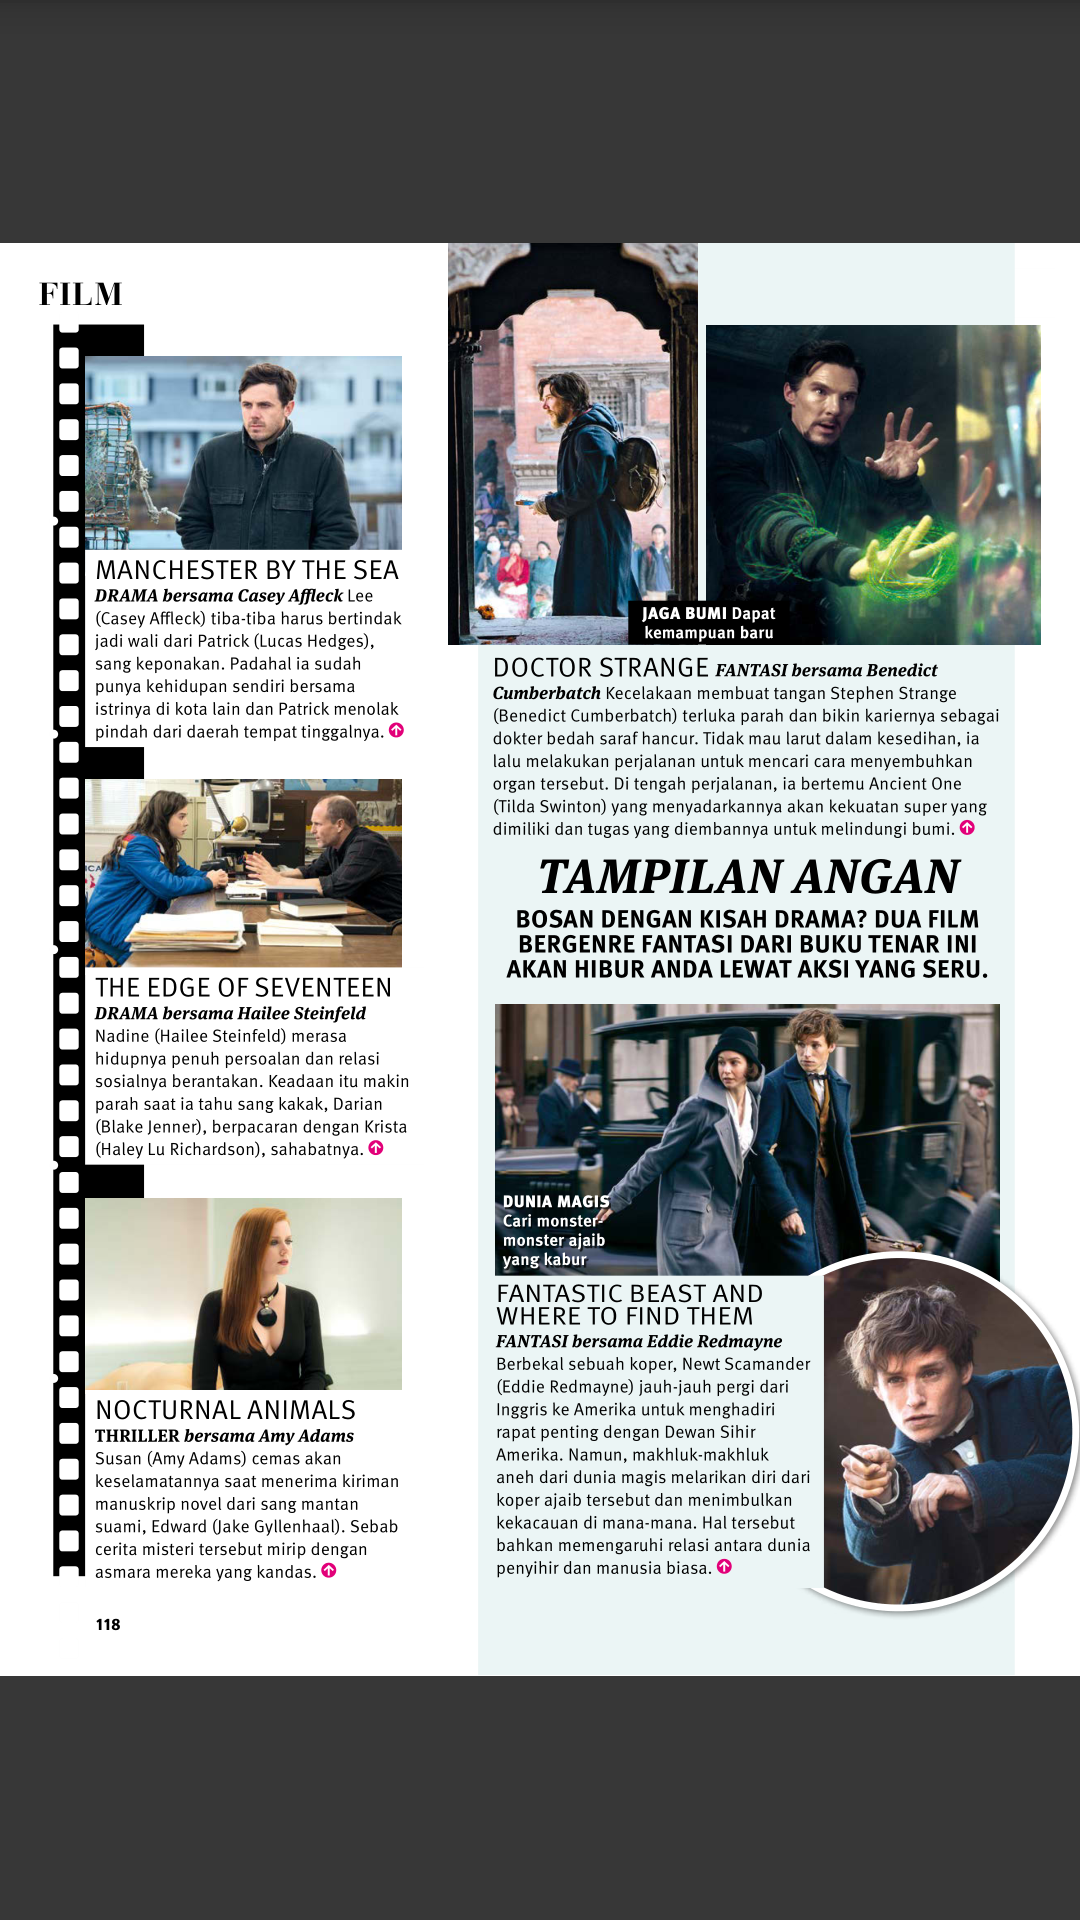 FILM
MANCHESTER BY THE SEA
DRAMA bersama Casey Affleck Lee
(Casey Affleck) tiba-tiba harus bertindak
jadi wali dari Patrick (Lucas Hedges),
sang keponakan. Padahal ia sudah
punya kehidupan sendiri bersama
istrinya di kota lain dan Patrick menolak
pindah dari daerah tempat tinggalnya.
THE EDGE OF SEVENTEEN
DRAMA bersama Hailee Steinfeld
Nadine (Hailee Steinfeld) merasa
hidupnya penuh persoalan dan relasi
sosialnya berantakan. Keadaan itu makin
parah saat ia tahu sang kakak, Darian
(Blake Jenner), berpacaran dengan Krista
(Haley Lu Richardson), sahabatnya.
NOCTURNAL ANIMALS
THRILLER bersama Amy Adams
Susan (Amy Adams) cemas akan
keselamatannya saat menerima kiriman
manuskrip novel dari sang mantan
suami, Edward (Jake Gyllenhaal). Sebab
cerita misteri tersebut mirip dengan
asmara mereka yang kandas.
118
JAGA BUMI Dapat
kemampuan baru
DOCTOR STRANGE FANTASI bersama Benedict
Cumberbatch Kecelakaan membuat tangan Stephen Strange
(Benedict Cumberbatch) terluka parah dan bikin kariernya sebagai
dokter bedah saraf hancur. Tidak mau larut dalam kesedihan, ia
lalu melakukan perjalanan untuk mencari cara menyembuhkan
organ tersebut. Di tengah perjalanan, ia bertemu Ancient One
(Tilda Swinton) yang menyadarkannya akan kekuatan super yang
dimiliki dan tugas yang diembannya untuk melindungi bumi.
TAMPILAN ANGAN
BOSAN DENGAN KISAH DRAMA? DUA FILM
BERGENRE FANTASI DARI BUKU TENAR INI
AKAN HIBUR ANDA LEWAT AKSI YANG SERU.
DUNIA MAGIS
Cari monster-
monster ajaib
yang kabur
FANTASTIC BEAST AND
WHERE TO FIND THEM
FANTASI bersama Eddie Redmayne
Berbekal sebuah koper, Newt Scamander
(Eddie Redmayne) jauh-jauh pergi dari
Inggris ke Amerika untuk menghadiri
rapat penting dengan Dewan Sihir
Amerika. Namun, makhluk-makhluk
aneh dari dunia magis melarikan diri dari
koper ajaib tersebut dan menimbulkan
kekacauan di mana-mana. Hal tersebut
bahkan memengaruhi relasi antara dunia
penyihir dan manusia biasa.